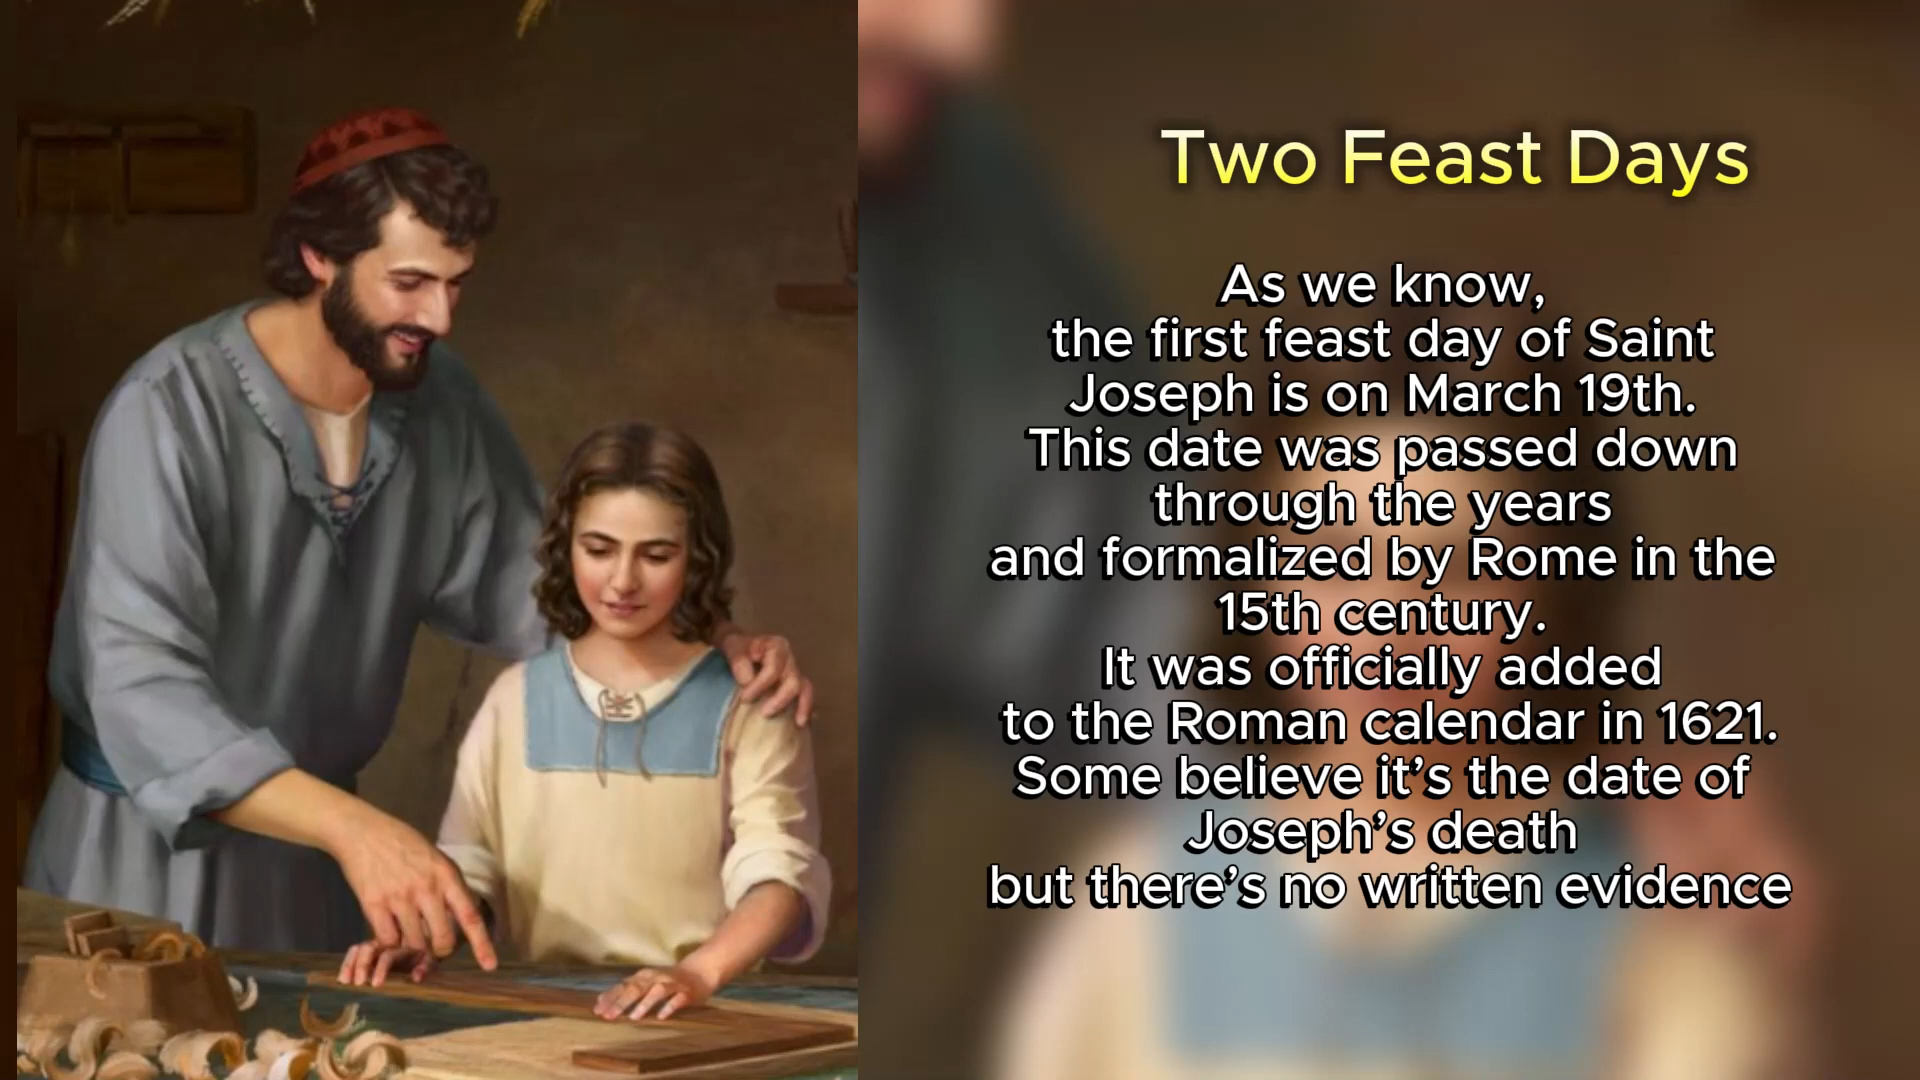 Two Feast Days
As we know,
the first feast day of Saint
Joseph is on March 19th.
This date was passed down
through the years
and formalized by Rome in the
15th century.
It was officially added
to the Roman calendar in 1621.
Some believe it’s the date of
Joseph’s death
but there’s no written evidence